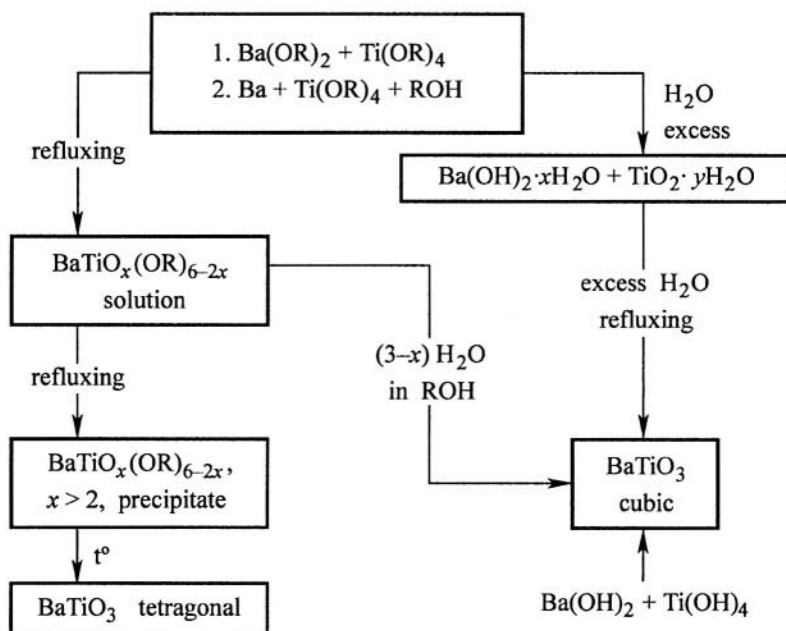 1. Ba(OR)₂ + Ti(OR)₄
2. Ba + Ti(OR)₄ + ROH
refluxing
H₂O
excess
Ba(OH)₂·xH₂O + TiO₂· yH₂O
BaTiOₓ(OR)₆₋₂ₓ
solution
excess H₂O
refluxing
(3–x) H₂O
in ROH
refluxing
BaTiOₓ(OR)₆₋₂ₓ,
x > 2, precipitate
BaTiO₃
cubic
tº
BaTiO₃ tetragonal
Ba(OH)₂ + Ti(OH)₄